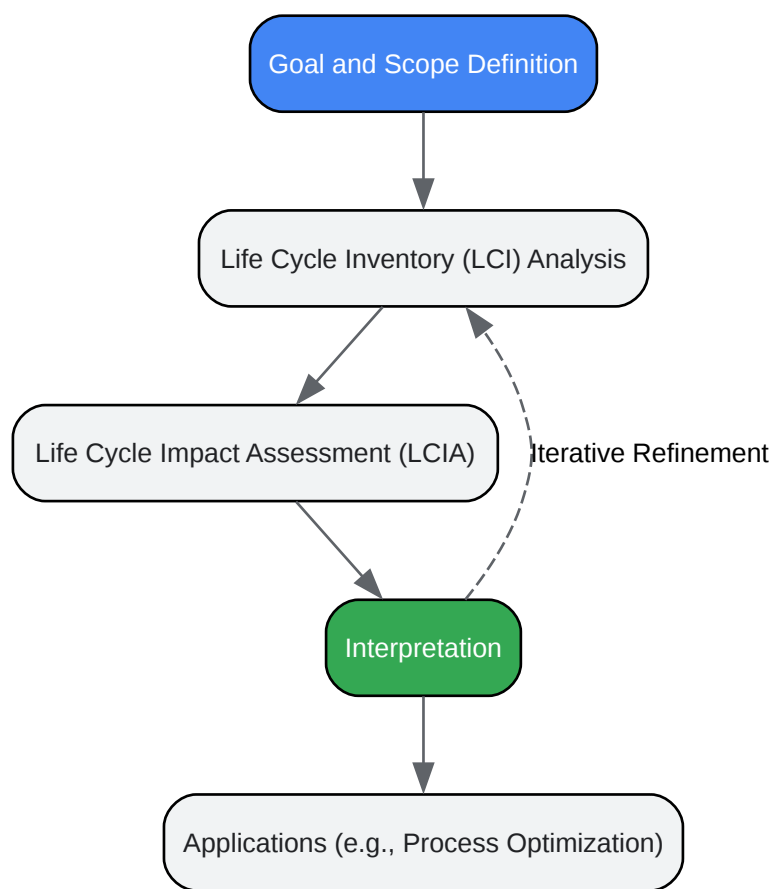 Goal and Scope Definition
Life Cycle Inventory (LCI) Analysis
Life Cycle Impact Assessment (LCIA)
Iterative Refinement
Interpretation
Applications (e.g., Process Optimization)